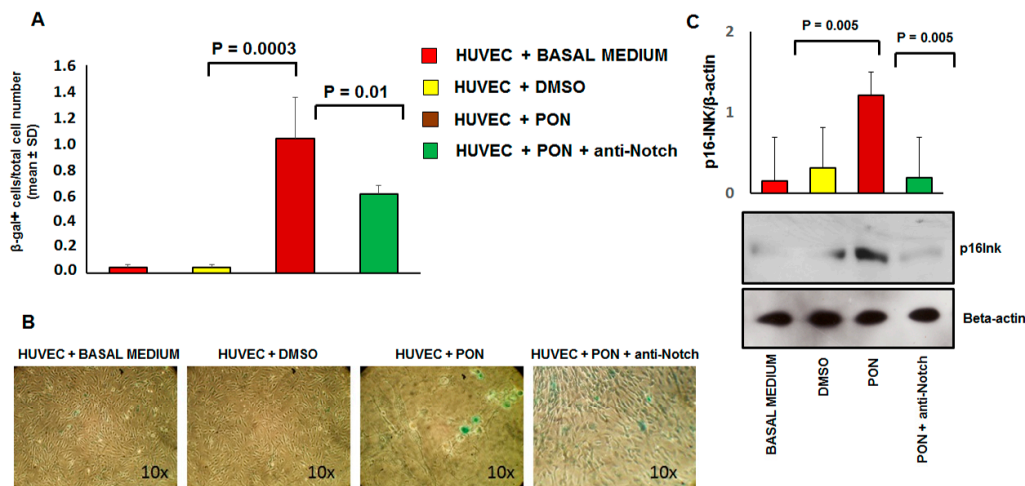 A
P = 0.0003
P = 0.01
β-gal+ cells/total cell number
(mean ± SD)
1.6
1.4
1.2
1.0
0.8
0.6
0.4
0.2
0.0
HUVEC + BASAL MEDIUM
HUVEC + DMSO
HUVEC + PON
HUVEC + PON + anti-Notch
B
HUVEC + BASAL MEDIUM
HUVEC + DMSO
HUVEC + PON
HUVEC + PON + anti-Notch
10x
10x
10x
10x
C
P = 0.005
P = 0.005
p16-INK/β-actin
2
1
0
p16Ink
Beta-actin
BASAL MEDIUM
DMSO
PON
PON + anti-Notch